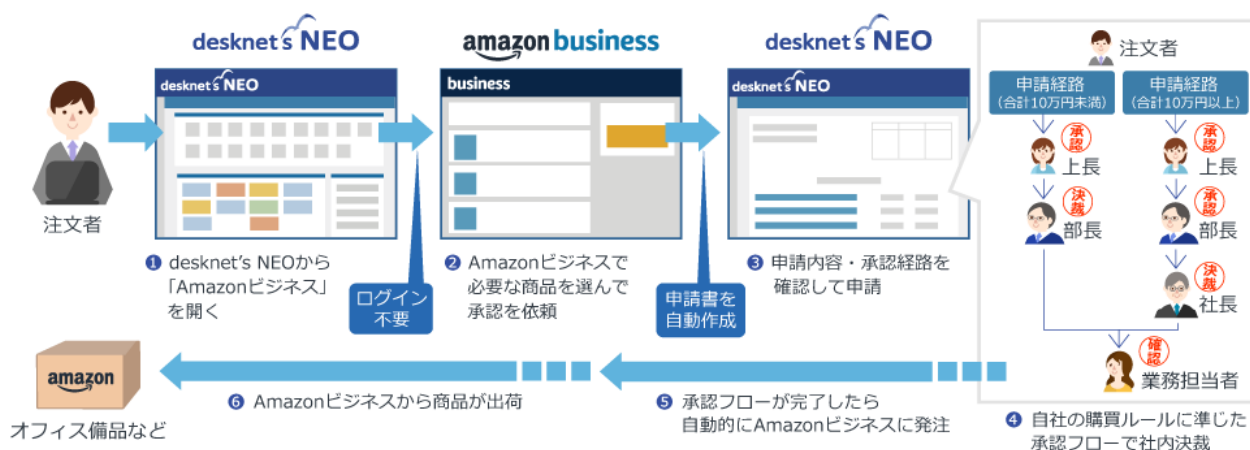 desknet's NEO
amazon business
desknet's NEO
注文者
desknet's NEO
business
desknet's NEO
申請経路
(合計10万円未満)
申請経路
(合計10万円以上)
承認
上長
承認
上長
決裁
部長
承認
部長
決裁
社長
確認
業務担当者
注文者
❶ desknet's NEOから
「Amazonビジネス」
を開く
ログイン
不要
❷ Amazonビジネスで
必要な商品を選んで
承認を依頼
申請書を
自動作成
❸ 申請内容・承認経路を
確認して申請
❹ 自社の購買ルールに準じた
承認フローで社内決裁
❺ 承認フローが完了したら
自動的にAmazonビジネスに発注
❻ Amazonビジネスから商品が出荷
amazon
オフィス備品など